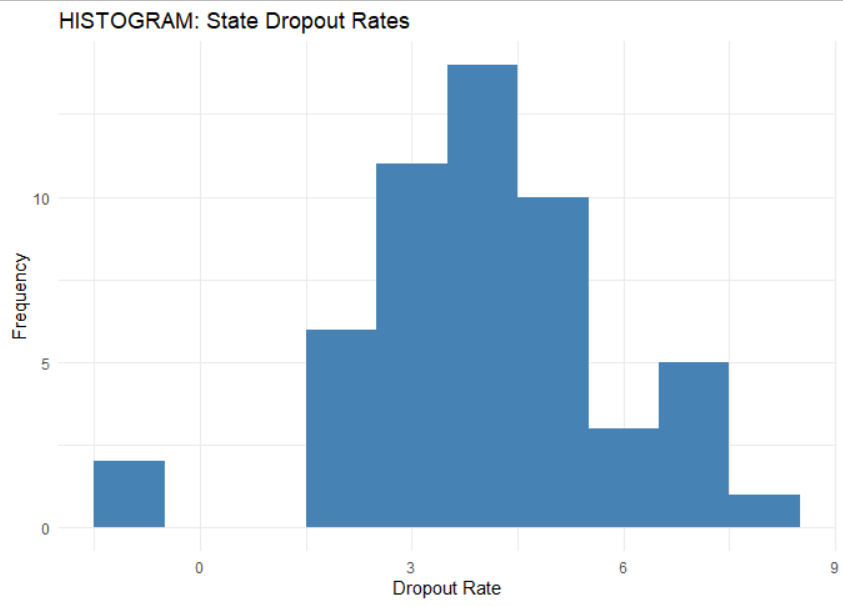 HISTOGRAM: State Dropout Rates
10
5
0
Frequency
0 3 6 9
Dropout Rate